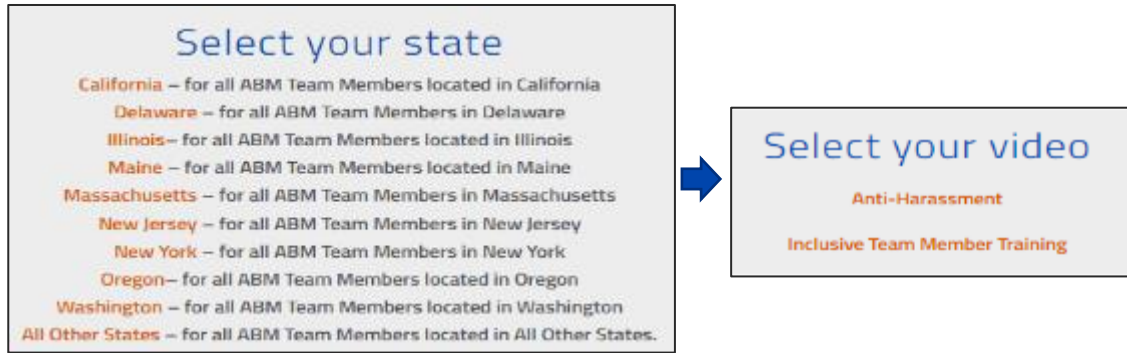 Select your state
California – for all ABM Team Members located in California
Delaware – for all ABM Team Members in Delaware
Illinois– for all ABM Team Members located in Illinois
Maine – for all ABM Team Members located in Maine
Massachusetts – for all ABM Team Members in Massachusetts
New Jersey – for all ABM Team Members in New Jersey
New York – for all ABM Team Members in New York
Oregon– for all ABM Team Members located in Oregon
Washington – for all ABM Team Members located in Washington
All Other States – for all ABM Team Members located in All Other States.
Select your video
Anti-Harassment
Inclusive Team Member Training